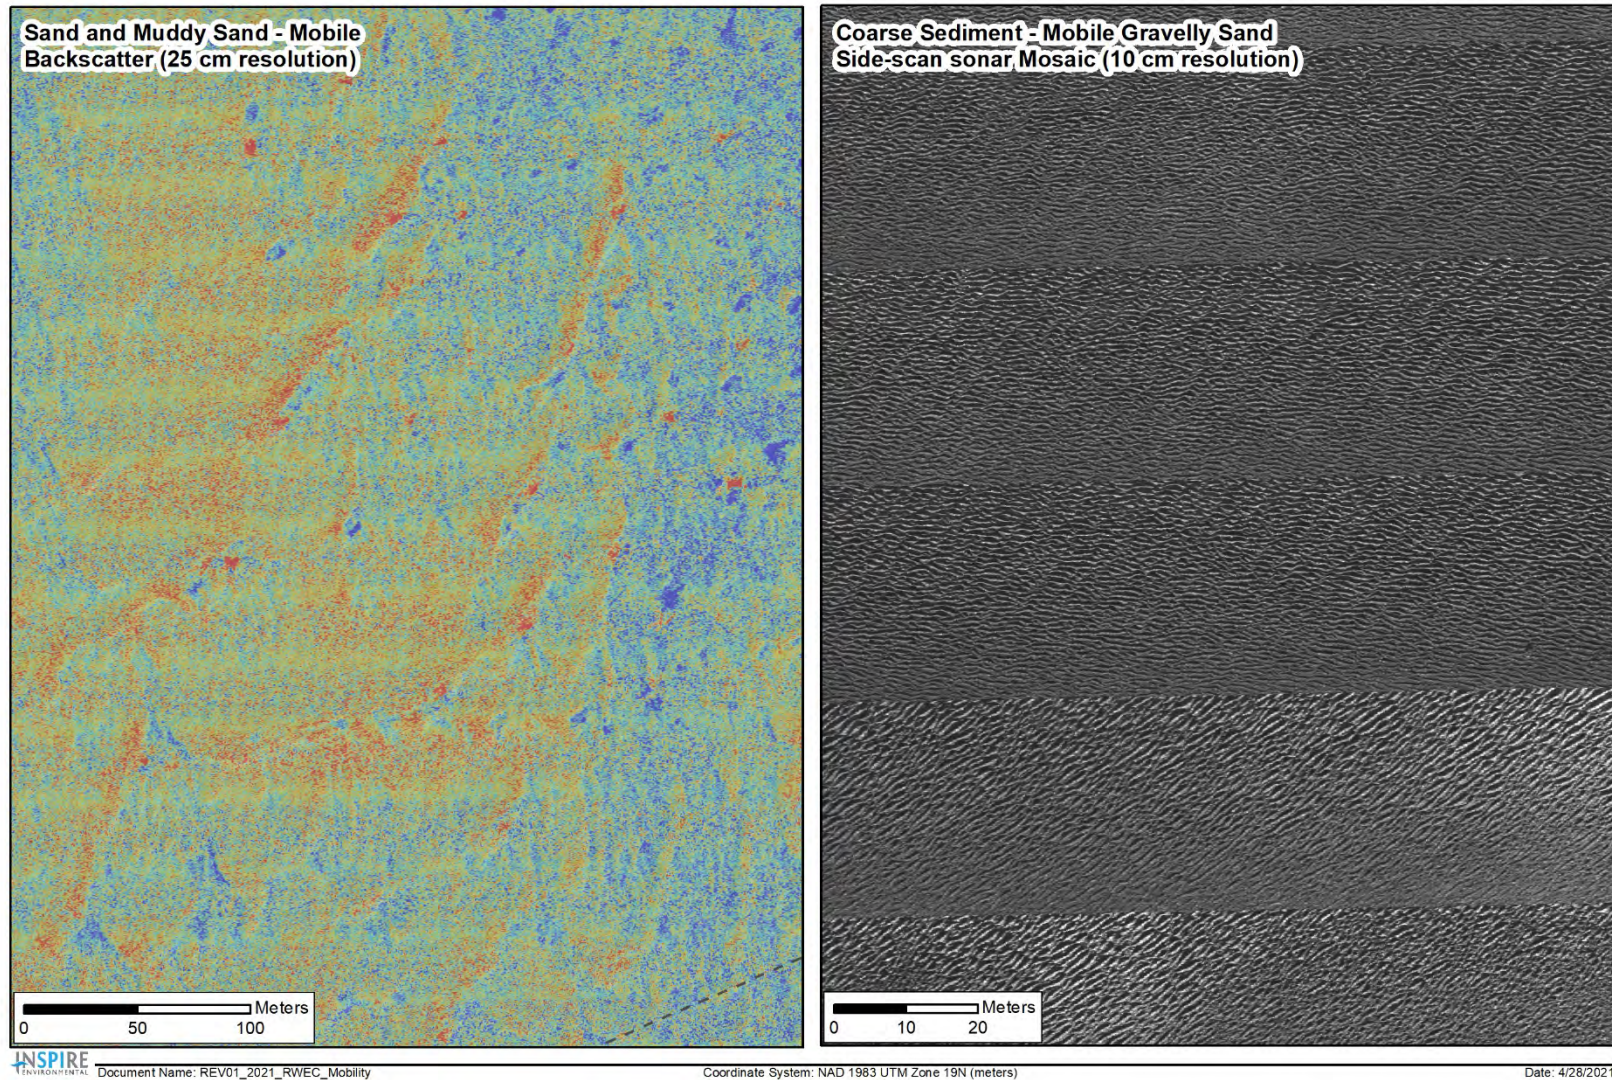 Sand and Muddy Sand - Mobile
Backscatter (25 cm resolution)
Coarse Sediment - Mobile Gravelly Sand
Side-scan sonar Mosaic (10 cm resolution)
Meters
0 50 100
Meters
0 10 20
INSPIRE
ENVIRONMENTAL
Document Name: REV01_2021_RWEC_Mobility
Coordinate System: NAD 1983 UTM Zone 19N (meters)
Date: 4/28/2021